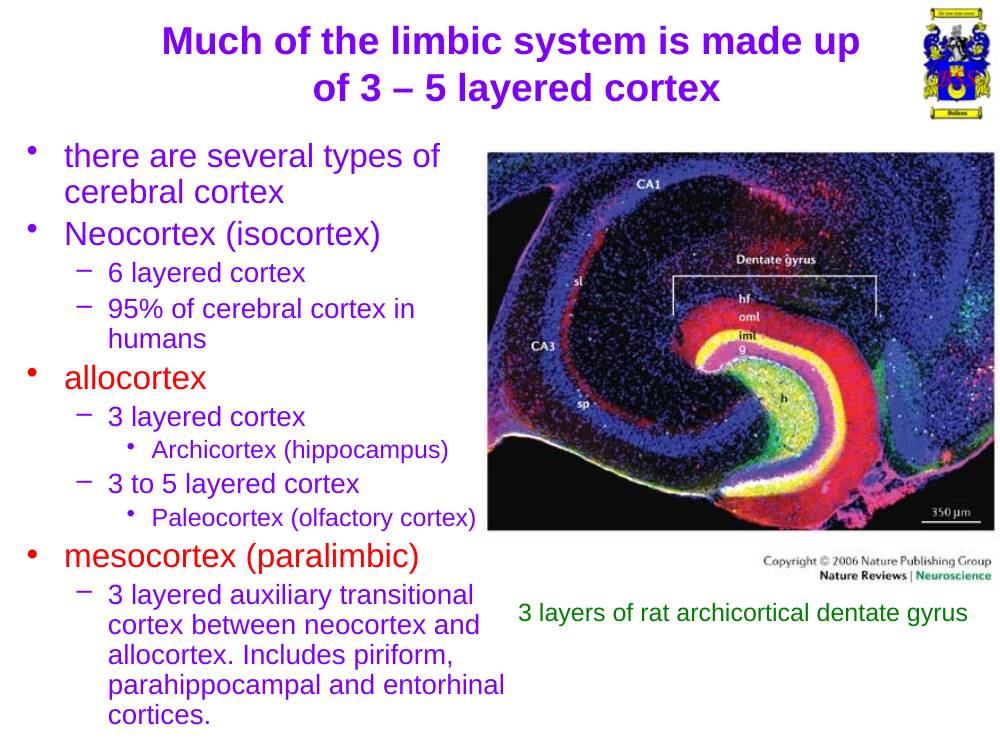 Much of the limbic system is made up
of 3 – 5 layered cortex
• there are several types of
cerebral cortex
• Neocortex (isocortex)
– 6 layered cortex
– 95% of cerebral cortex in
humans
• allocortex
– 3 layered cortex
• Archicortex (hippocampus)
– 3 to 5 layered cortex
• Paleocortex (olfactory cortex)
• mesocortex (paralimbic)
– 3 layered auxiliary transitional
cortex between neocortex and
allocortex. Includes piriform,
parahippocampal and entorhinal
cortices.
CA1
Dentate gyrus
sl
hf
oml
iml
g
CA3
h
sp
350 µm
Copyright © 2006 Nature Publishing Group
Nature Reviews | Neuroscience
3 layers of rat archicortical dentate gyrus